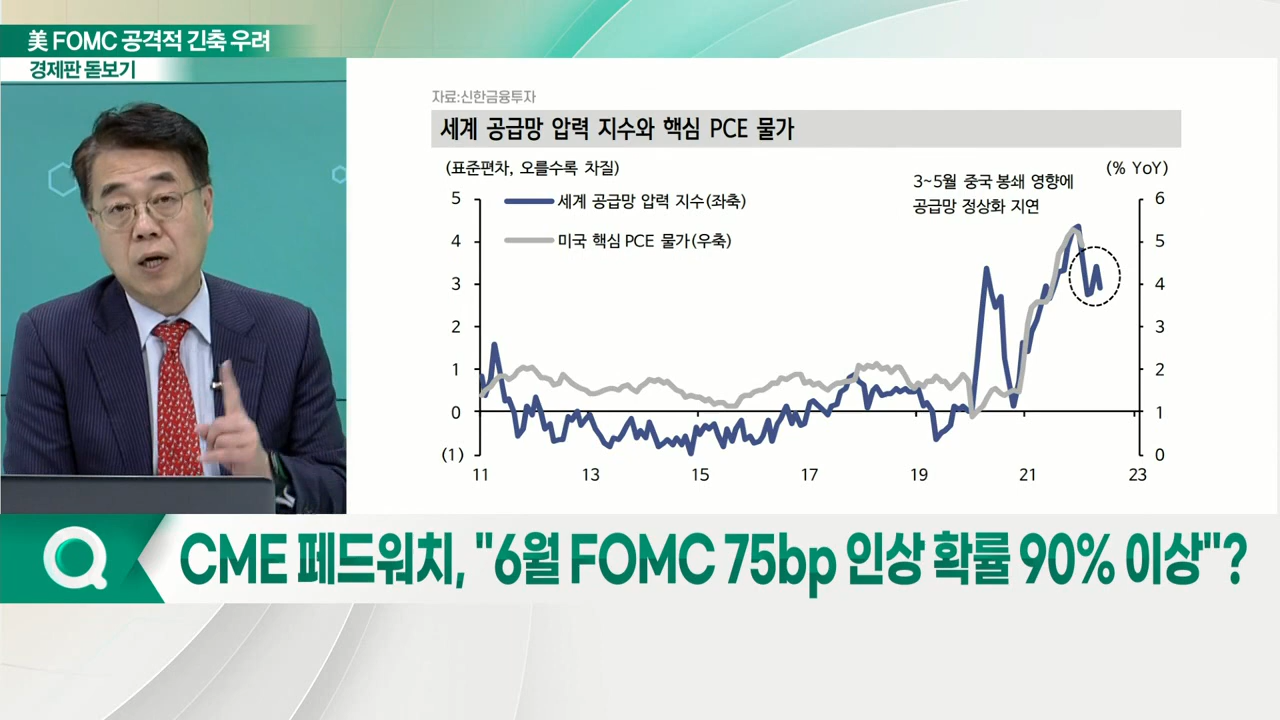 美 FOMC 공격적 긴축 우려
경제판 돋보기
자료:신한금융투자
세계 공급망 압력 지수와 핵심 PCE 물가
(표준편차, 오를수록 차질)
(% YoY)
3~5월 중국 봉쇄 영향에
공급망 정상화 지연
세계 공급망 압력 지수(좌축)
미국 핵심 PCE 물가(우축)
5
4
3
2
1
0
(1)
6
5
4
3
2
1
0
11 13 15 17 19 21 23
CME 페드워치, "6월 FOMC 75bp 인상 확률 90% 이상"?